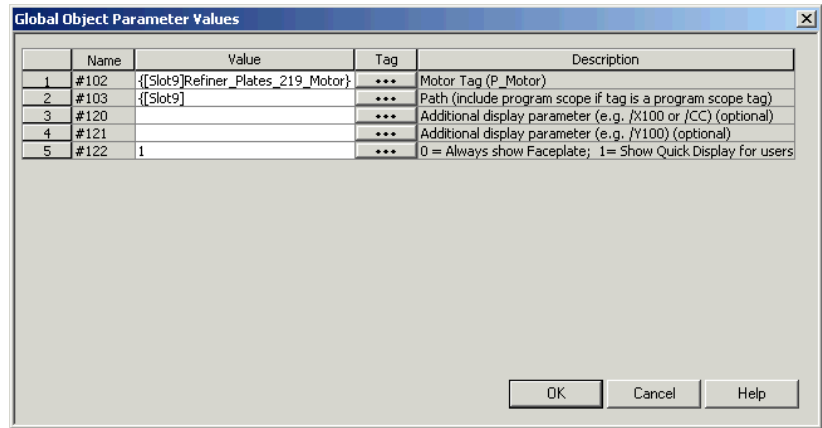 Global Object Parameter Values
Name Value Tag Description
1 #102 {[Slot9]Refiner_Plates_219_Motor} ••• Motor Tag (P_Motor)
2 #103 {[Slot9] ••• Path (include program scope if tag is a program scope tag)
3 #120 ••• Additional display parameter (e.g. /X100 or /CC) (optional)
4 #121 ••• Additional display parameter (e.g. /Y100) (optional)
5 #122 1 ••• 0 = Always show Faceplate; 1= Show Quick Display for users
OK Cancel Help